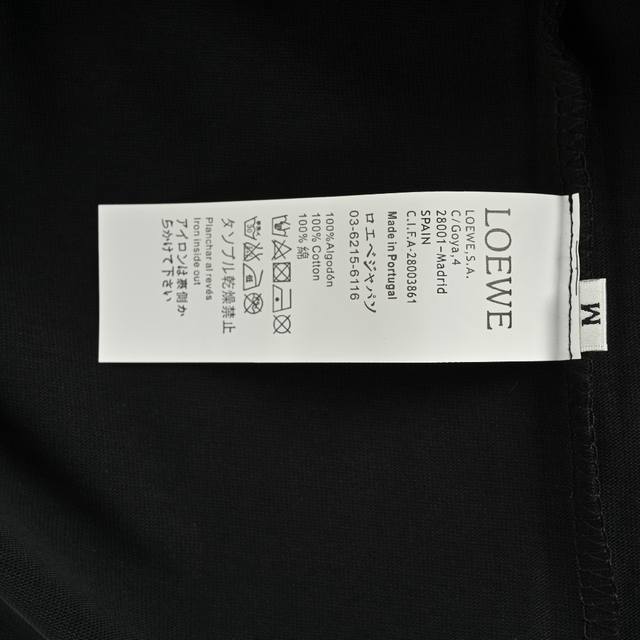 LOEWE
LOEWE,S.A.
C/Goya,4
28001-Madrid
SPAIN
C.I.F.A-28003861
Made in Portugal
ロエベジャパン
03-6215-6116
100%Algodón
100%Cotton
100%綿
タンブル乾燥禁止
Planchar al revés
Iron inside out
アイロンは裏側か
らかけて下さい
M